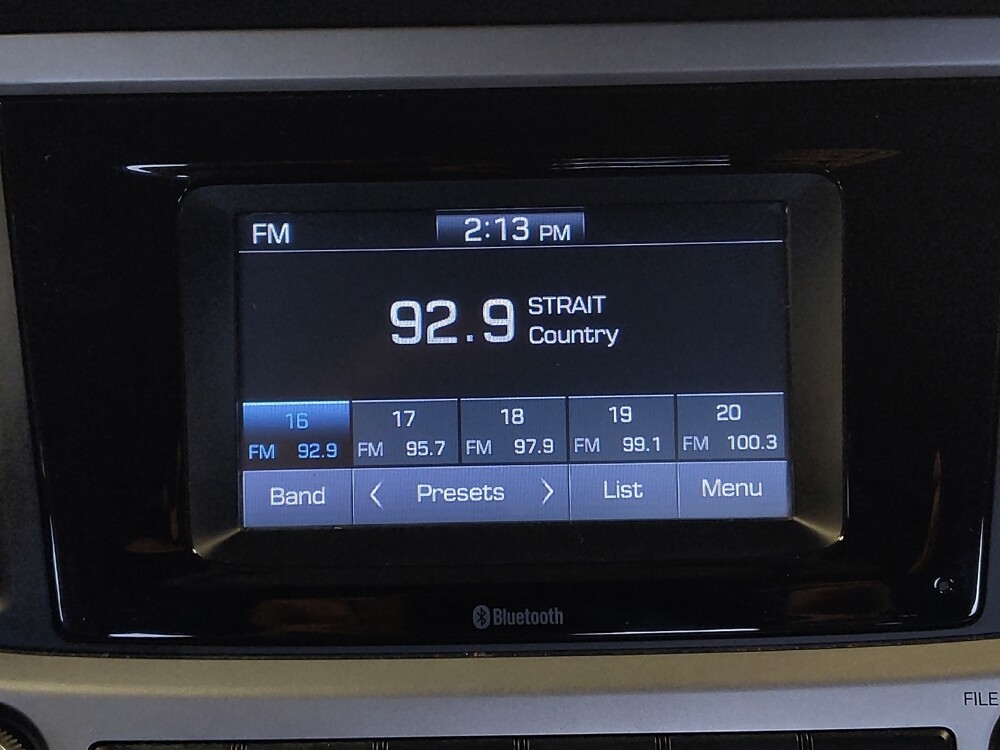 FM 2:13 PM
92.9 STRAIT
Country
16 17 18 19 20
FM 92.9 FM 95.7 FM 97.9 FM 99.1 FM 100.3
Band < Presets > List Menu
Bluetooth
FILE